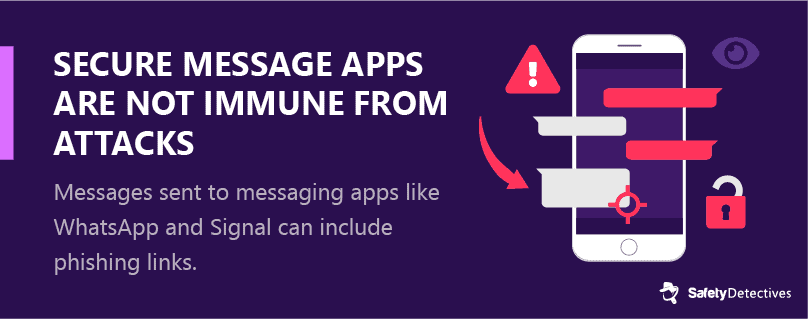 SECURE MESSAGE APPS
ARE NOT IMMUNE FROM
ATTACKS
Messages sent to messaging apps like
WhatsApp and Signal can include
phishing links.
SafetyDetectives